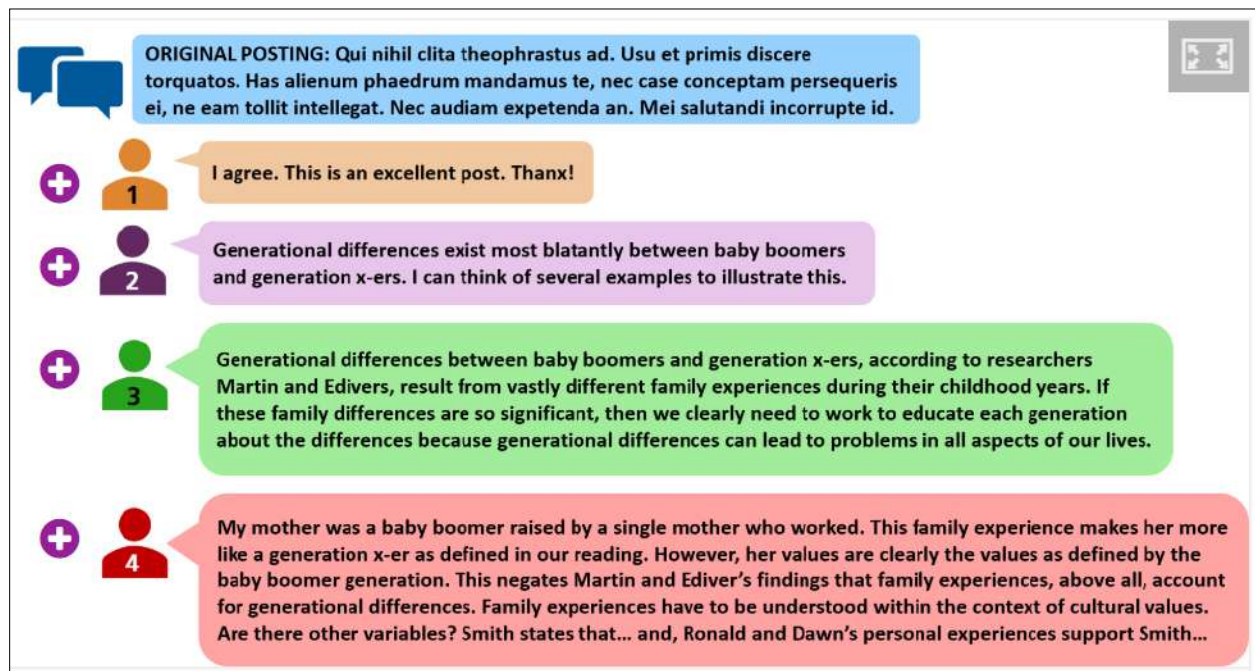 ORIGINAL POSTING: Qui nihil clita theophrastus ad. Usu et primis discere
torquatos. Has alienum phaedrum mandamus te, nec case conceptam persequeris
ei, ne eam tollit intellegat. Nec audiam expetenda an. Mei salutandi incorrupte id.
1
I agree. This is an excellent post. Thanx!
2
Generational differences exist most blatantly between baby boomers
and generation x-ers. I can think of several examples to illustrate this.
3
Generational differences between baby boomers and generation x-ers, according to researchers
Martin and Edivers, result from vastly different family experiences during their childhood years. If
these family differences are so significant, then we clearly need to work to educate each generation
about the differences because generational differences can lead to problems in all aspects of our lives.
4
My mother was a baby boomer raised by a single mother who worked. This family experience makes her more
like a generation x-er as defined in our reading. However, her values are clearly the values as defined by the
baby boomer generation. This negates Martin and Ediver’s findings that family experiences, above all, account
for generational differences. Family experiences have to be understood within the context of cultural values.
Are there other variables? Smith states that… and, Ronald and Dawn’s personal experiences support Smith…